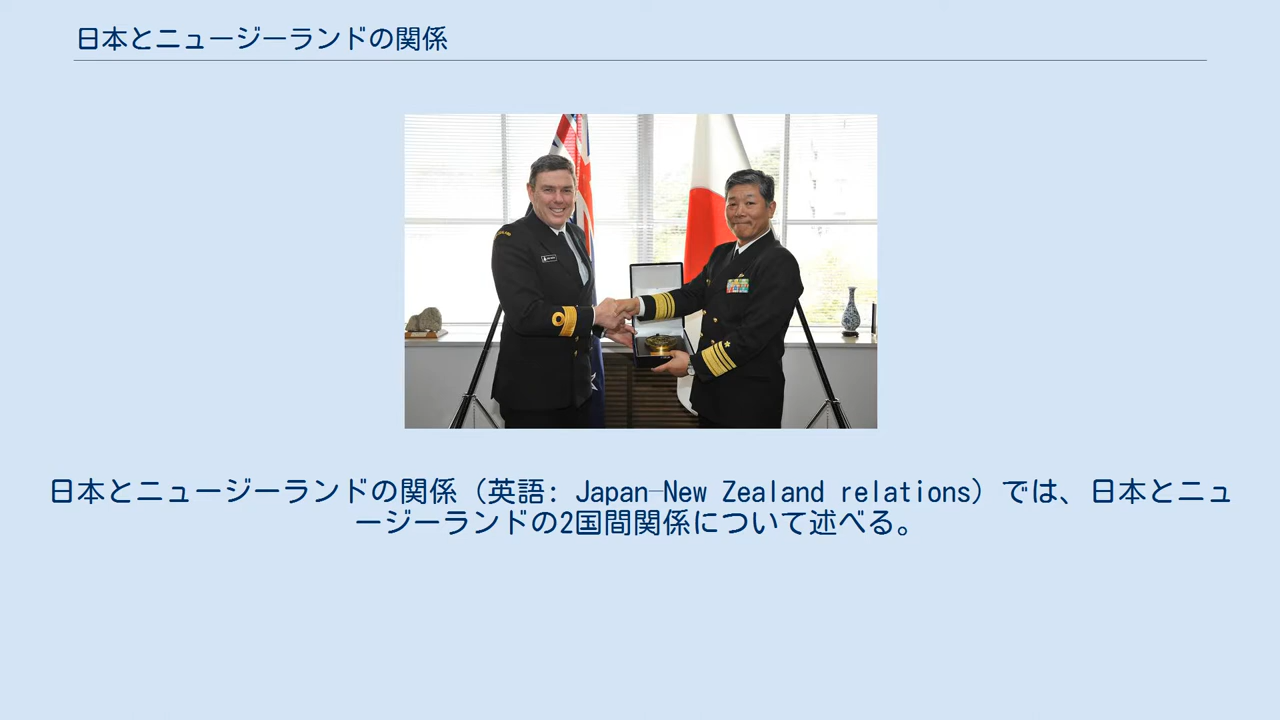 日本とニュージーランドの関係
日本とニュージーランドの関係（英語: Japan–New Zealand relations）では、日本とニュ
ージーランドの2国間関係について述べる。